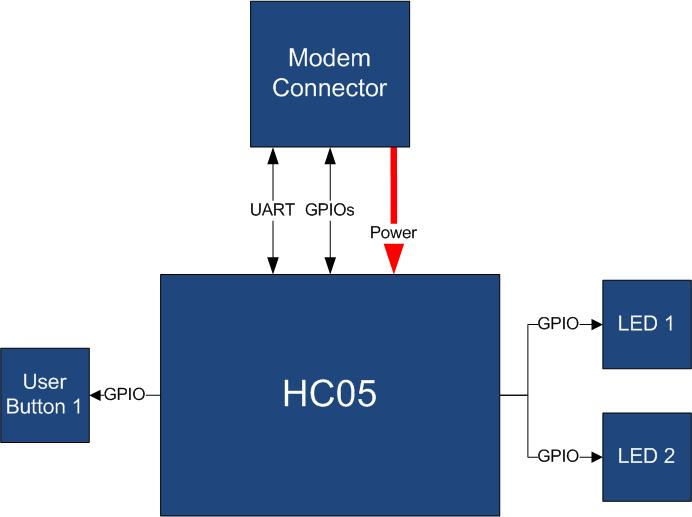 Modem
Connector
UART
GPIOs
Power
HC05
User
Button 1
GPIO
GPIO
LED 1
GPIO
LED 2